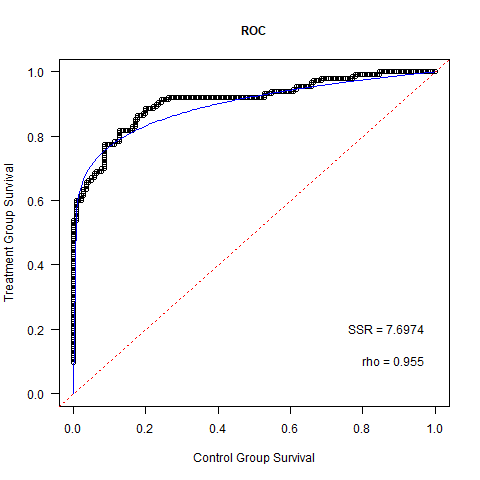 ROC
Treatment Group Survival
1.0
0.8
0.6
0.4
0.2
0.0
SSR = 7.6974
rho = 0.955
0.0 0.2 0.4 0.6 0.8 1.0
Control Group Survival